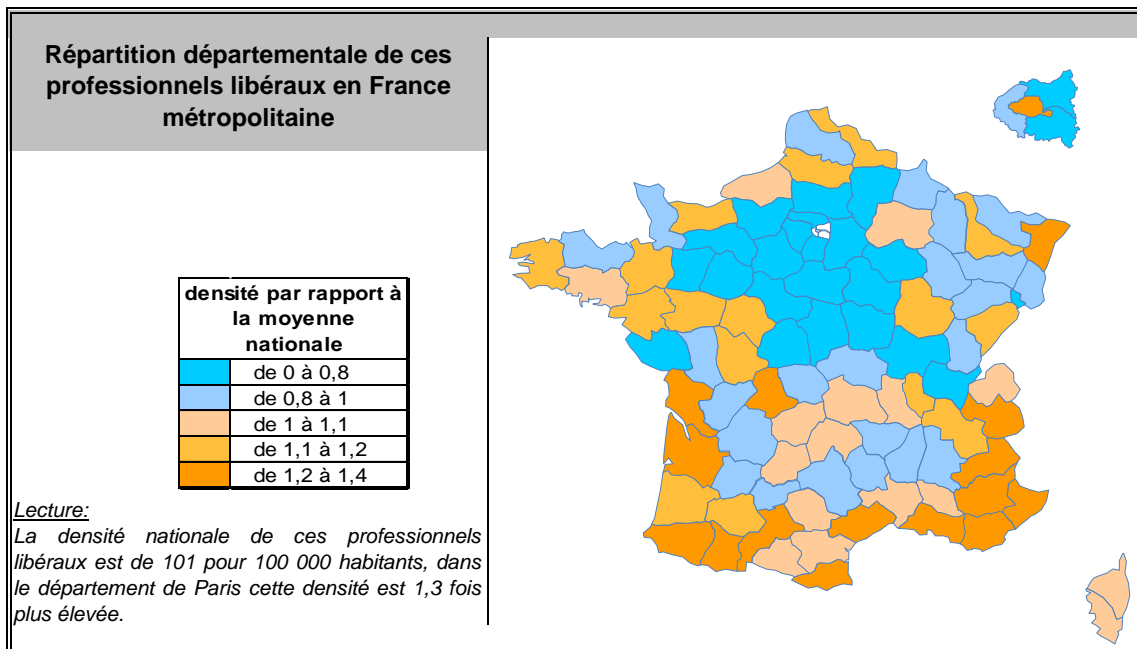 Répartition départementale de ces
professionnels libéraux en France
métropolitaine
densité par rapport à
la moyenne
nationale
de 0 à 0,8
de 0,8 à 1
de 1 à 1,1
de 1,1 à 1,2
de 1,2 à 1,4
Lecture:
La densité nationale de ces professionnels
libéraux est de 101 pour 100 000 habitants, dans
le département de Paris cette densité est 1,3 fois
plus élevée.